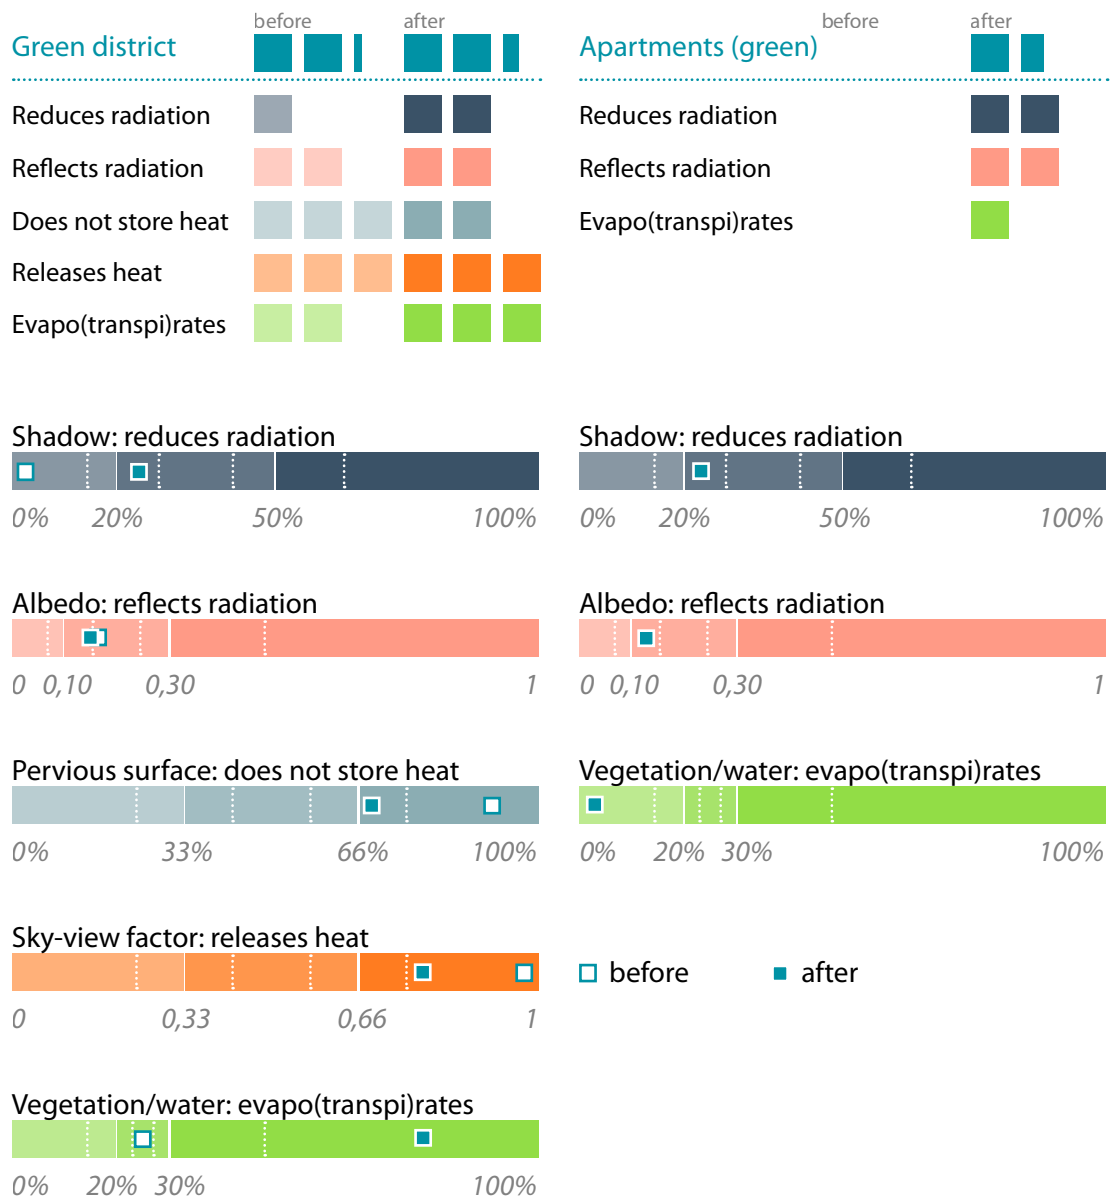 before after
Green district
Reduces radiation
Reflects radiation
Does not store heat
Releases heat
Evapo(transpi)rates
before after
Apartments (green)
Reduces radiation
Reflects radiation
Evapo(transpi)rates
Shadow: reduces radiation
0% 20% 50% 100%
Albedo: reflects radiation
0 0,10 0,30 1
Pervious surface: does not store heat
0% 33% 66% 100%
Sky-view factor: releases heat
0 0,33 0,66 1
Vegetation/water: evapo(transpi)rates
0% 20% 30% 100%
Shadow: reduces radiation
0% 20% 50% 100%
Albedo: reflects radiation
0 0,10 0,30 1
Vegetation/water: evapo(transpi)rates
0% 20% 30% 100%
before after